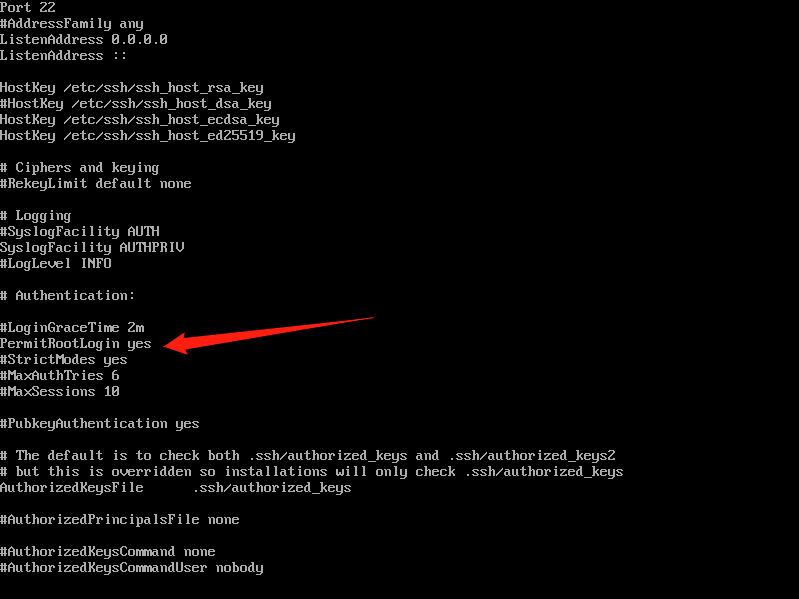 Port 22
#AddressFamily any
ListenAddress 0.0.0.0
ListenAddress ::
HostKey /etc/ssh/ssh_host_rsa_key
#HostKey /etc/ssh/ssh_host_dsa_key
HostKey /etc/ssh/ssh_host_ecdsa_key
HostKey /etc/ssh/ssh_host_ed25519_key
# Ciphers and keying
#RekeyLimit default none
# Logging
#SyslogFacility AUTH
SyslogFacility AUTHPRIV
#LogLevel INFO
# Authentication:
#LoginGraceTime 2m
PermitRootLogin yes
#StrictModes yes
#MaxAuthTries 6
#MaxSessions 10
#PubkeyAuthentication yes
# The default is to check both .ssh/authorized_keys and .ssh/authorized_keys2
# but this is overridden so installations will only check .ssh/authorized_keys
AuthorizedKeysFile      .ssh/authorized_keys
#AuthorizedPrincipalsFile none
#AuthorizedKeysCommand none
#AuthorizedKeysCommandUser nobody